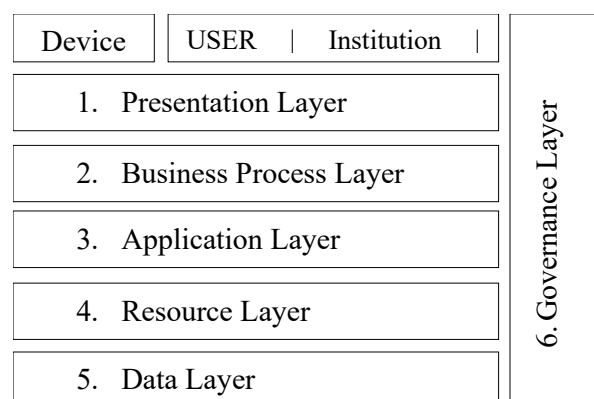 Device
USER | Institution |
1. Presentation Layer
2. Business Process Layer
3. Application Layer
4. Resource Layer
5. Data Layer
6. Governance Layer